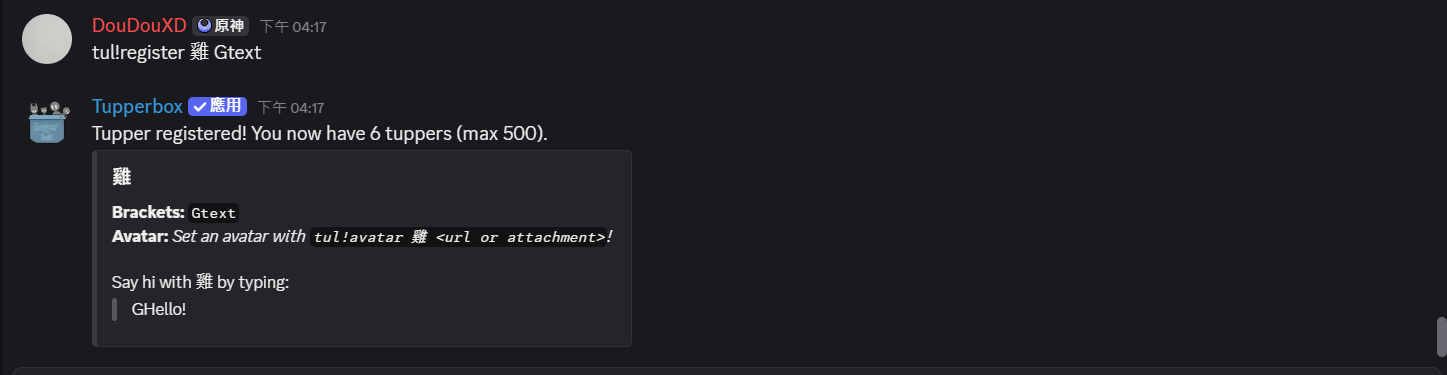 DouDouXD 原神 下午 04:17
tul!register 雞 Gtext
Tupperbox 應用 下午 04:17
Tupper registered! You now have 6 tuppers (max 500).
雞
Brackets: Gtext
Avatar: Set an avatar with tul!avatar 雞 <url or attachment>!
Say hi with 雞 by typing:
GHello!